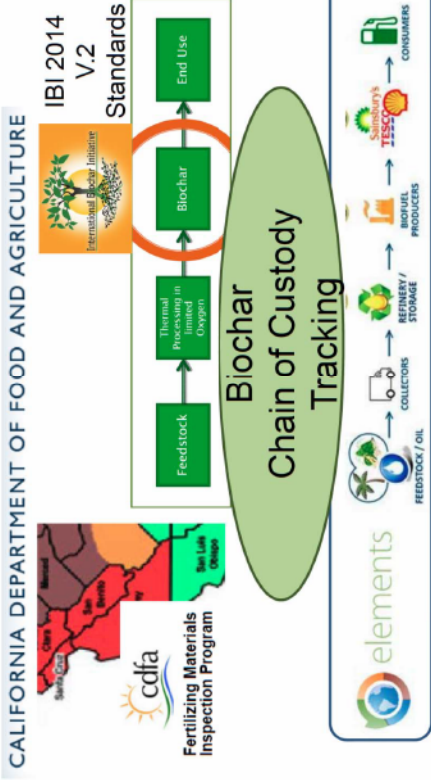 CALIFORNIA DEPARTMENT OF FOOD AND AGRICULTURE
Clara
Merced
Santa Cruz
San
Benito
San Luis
Obispo
cdfa
Fertilizing Materials
Inspection Program
International Biochar Initiative
IBI 2014
V.2
Standards
Feedstock
Thermal
Processing in
limited
Oxygen
Biochar
End Use
Biochar
Chain of Custody
Tracking
elements
FEEDSTOCK / OIL
COLLECTORS
REFINERY /
STORAGE
BIOFUEL
PRODUCERS
Sainsbury's
TESCO
CONSUMERS